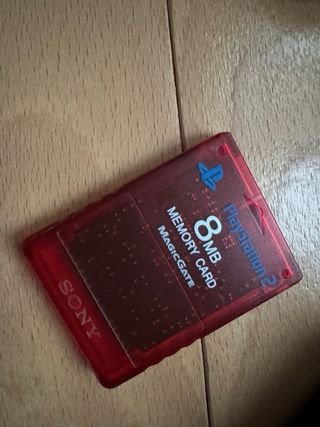 PlayStation 2
8MB
MEMORY CARD
MAGICGATE
SONY